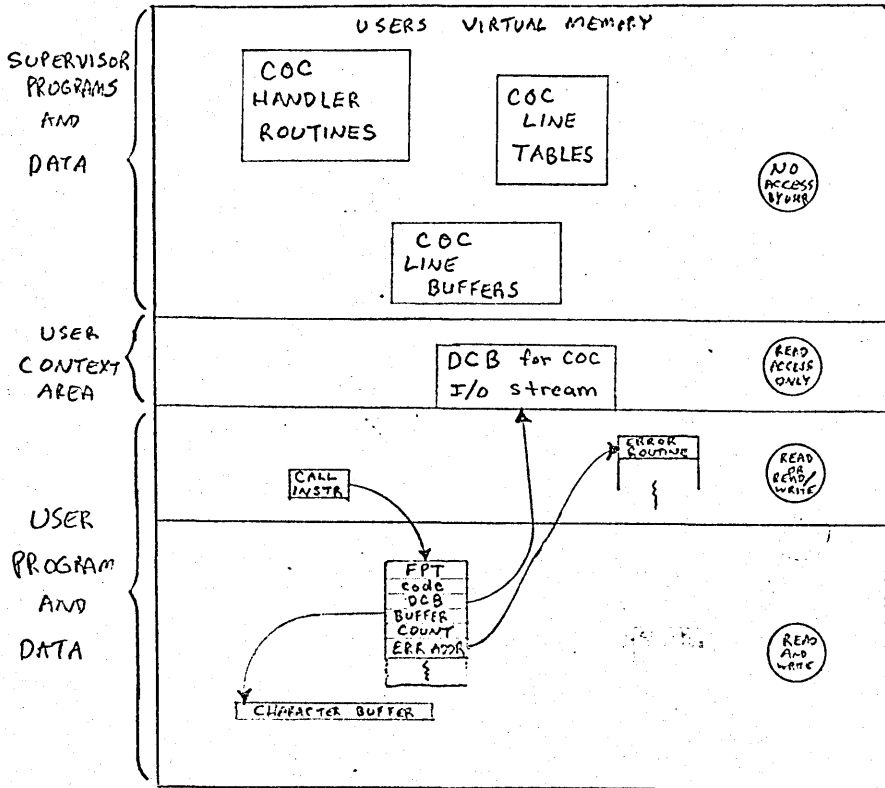 USERS VIRTUAL MEMORY
SUPERVISOR
PROGRAMS
AND
DATA
COC
HANDLER
ROUTINES
COC
LINE
TABLES
NO
ACCESS
COC
LINE
BUFFERS
USER
CONTEXT
AREA
DCB for COC
I/o stream
READ
ACCESS
ONLY
CALL
INSTR
ERROR
ROUTINE
READ
OR
READ/
WRITE
USER
PROGRAM
AND
DATA
FPT
code
DCB
BUFFER
COUNT
ERR ADDR
CHARACTER BUFFER
READ
AND
WRITE